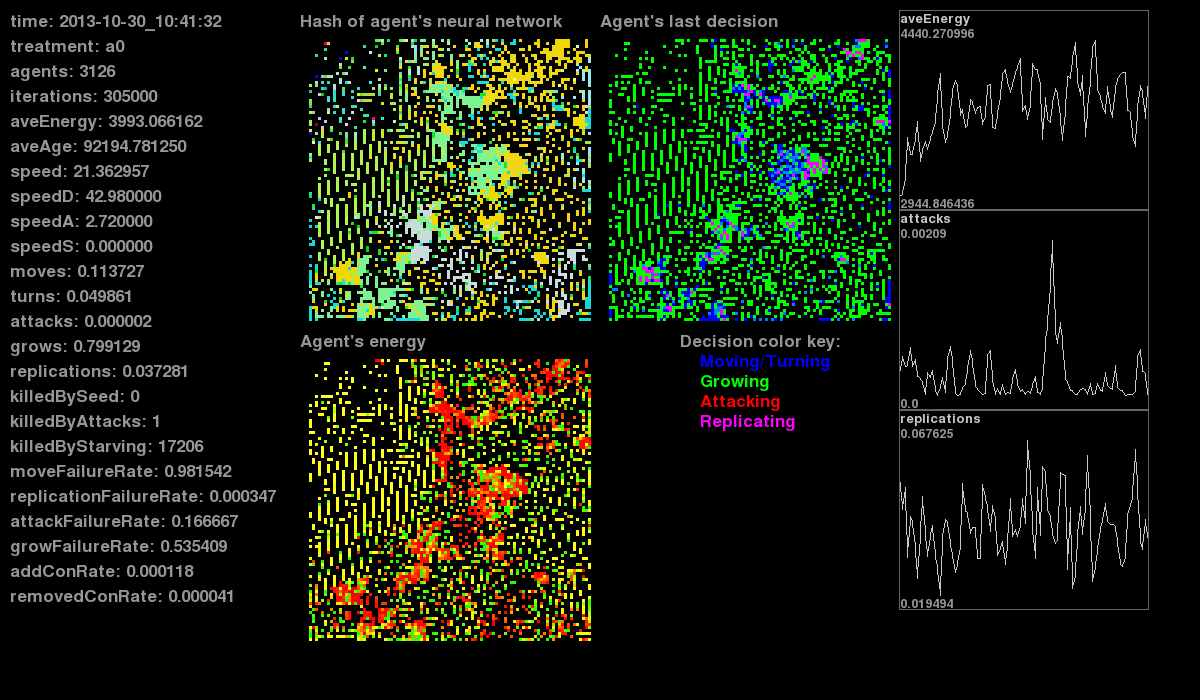 time: 2013-10-30_10:41:32
treatment: a0
agents: 3126
iterations: 305000
aveEnergy: 3993.066162
aveAge: 92194.781250
speed: 21.362957
speedD: 42.980000
speedA: 2.720000
speedS: 0.000000
moves: 0.113727
turns: 0.049861
attacks: 0.000002
grows: 0.799129
replications: 0.037281
killedBySeed: 0
killedByAttacks: 1
killedByStarving: 17206
moveFailureRate: 0.981542
replicationFailureRate: 0.000347
attackFailureRate: 0.166667
growFailureRate: 0.535409
addConRate: 0.000118
removedConRate: 0.000041
Hash of agent's neural network
Agent's last decision
Agent's energy
Decision color key:
Moving/Turning
Growing
Attacking
Replicating
aveEnergy
4440.270996
2944.846436
attacks
0.00209
0.0
replications
0.067625
0.019494